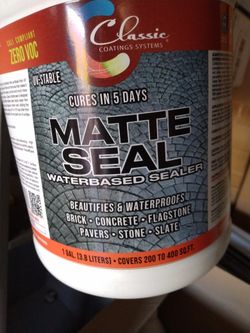 Classic
COATINGS SYSTEMS
ZERO VOC
UV-STABLE
CURES IN 5 DAYS
MATTE
SEAL
WATERBASED SEALER
BEAUTIFIES & WATERPROOFS
BRICK • CONCRETE • FLAGSTONE
PAVERS • STONE • SLATE
1 GAL. (3.8 LITERS) • COVERS 200 TO 400 SQ.FT.